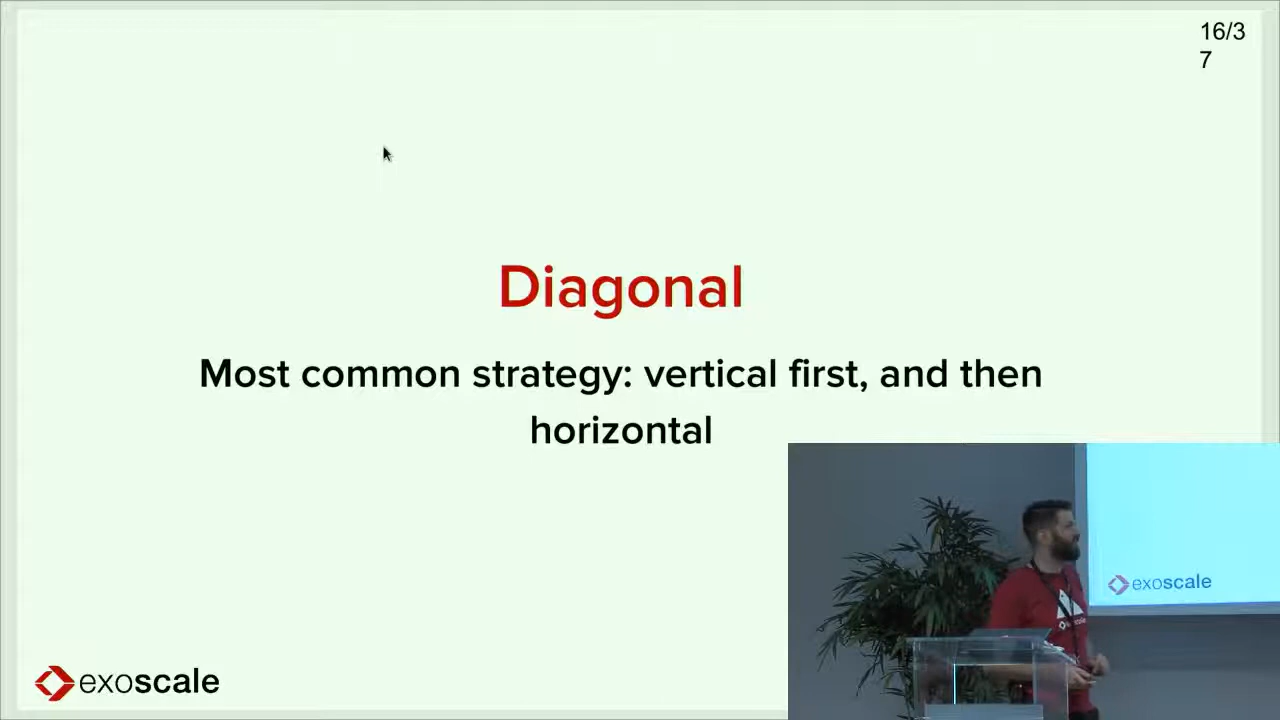 16/3
7
Diagonal
Most common strategy: vertical first, and then
horizontal
exoscale
exoscale